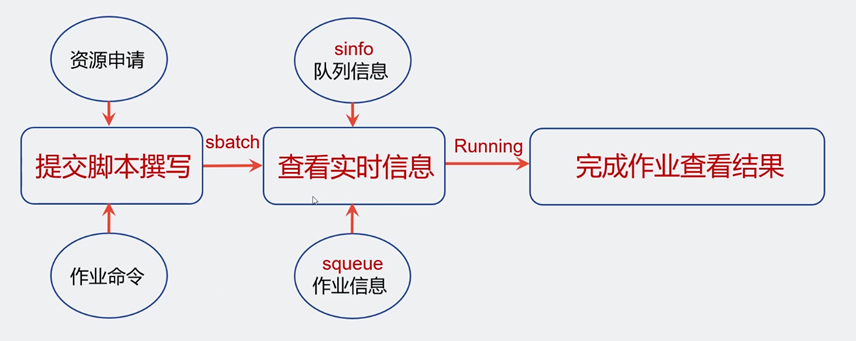 资源申请
sinfo
队列信息
sbatch
Running
提交脚本撰写
查看实时信息
完成作业查看结果
作业命令
squeue
作业信息